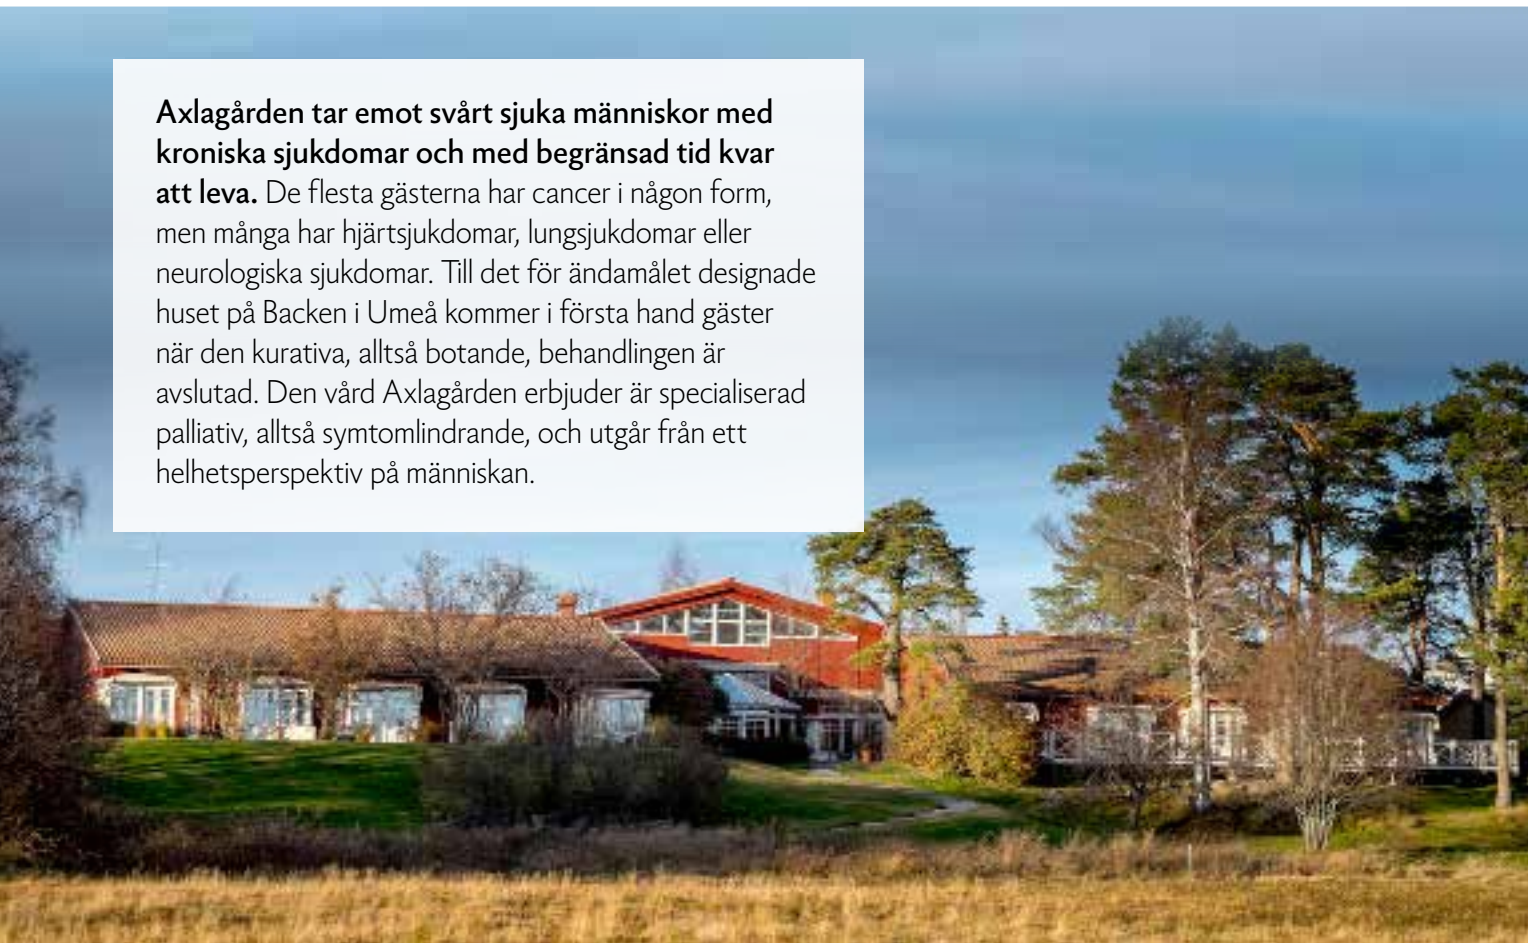 Axlagården tar emot svårt sjuka människor med
kroniska sjukdomar och med begränsad tid kvar
att leva. De flesta gästerna har cancer i någon form,
men många har hjärtsjukdomar, lungsjukdomar eller
neurologiska sjukdomar. Till det för ändamålet designade
huset på Backen i Umeå kommer i första hand gäster
när den kurativa, alltså botande, behandlingen är
avslutad. Den vård Axlagården erbjuder är specialiserad
palliativ, alltså symtomlindrande, och utgår från ett
helhetsperspektiv på människan.